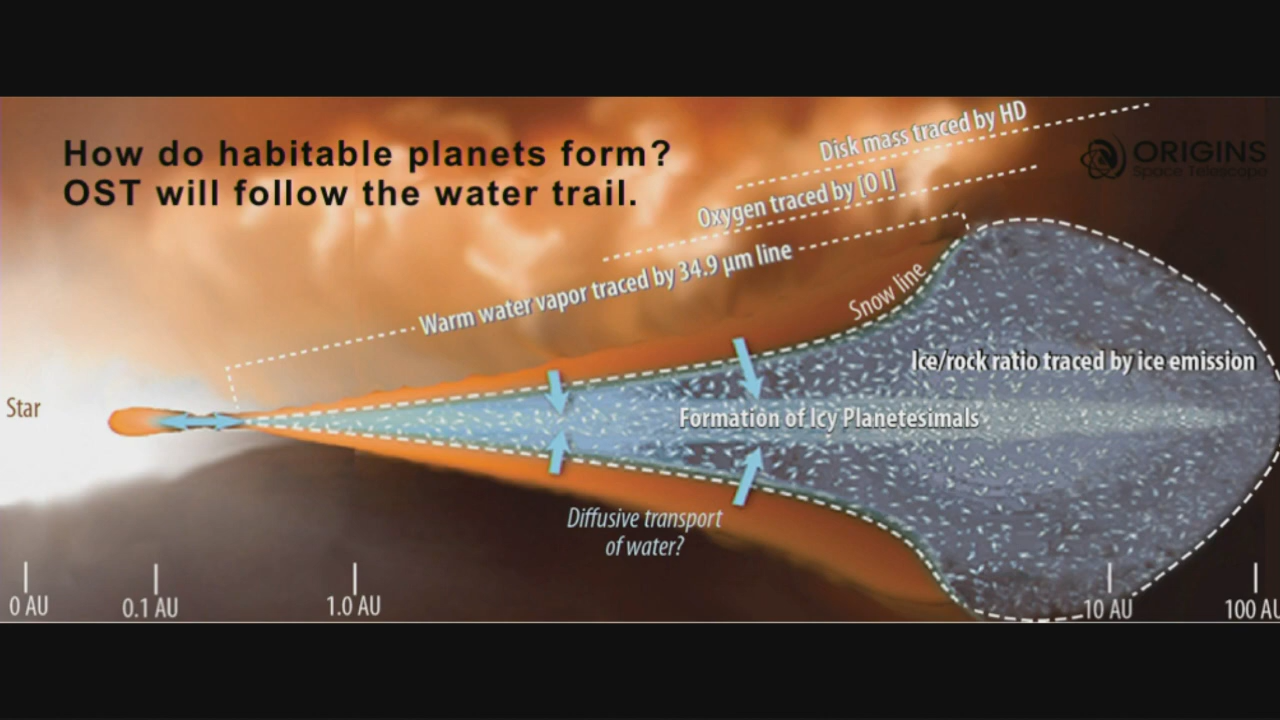 How do habitable planets form?
OST will follow the water trail.
Disk mass traced by HD
ORIGINS
Space Telescope
Oxygen traced by [O I]
Warm water vapor traced by 34.9 μm line
Snow line
Ice/rock ratio traced by ice emission
Star
Formation of Icy Planetesimals
Diffusive transport
of water?
0 AU
0.1 AU
1.0 AU
10 AU
100 AU